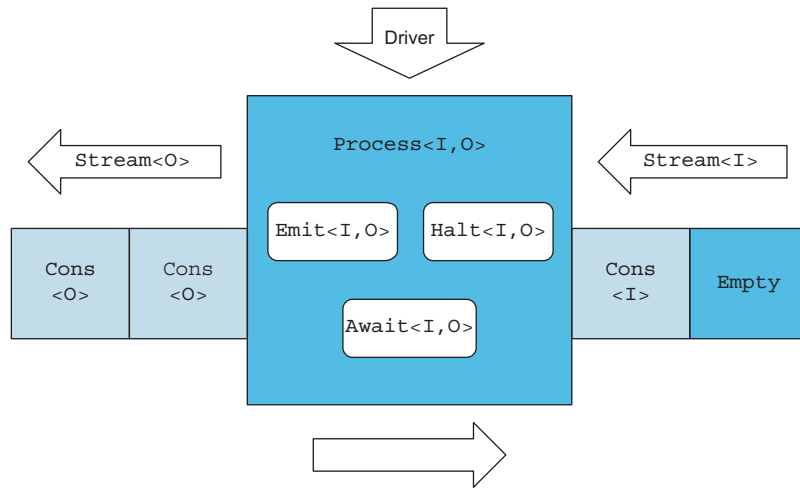 Driver
Process<I,O>
Stream<O>
Stream<I>
Emit<I,O>
Halt<I,O>
Cons
<O>
Cons
<O>
Cons
<I>
Empty
Await<I,O>